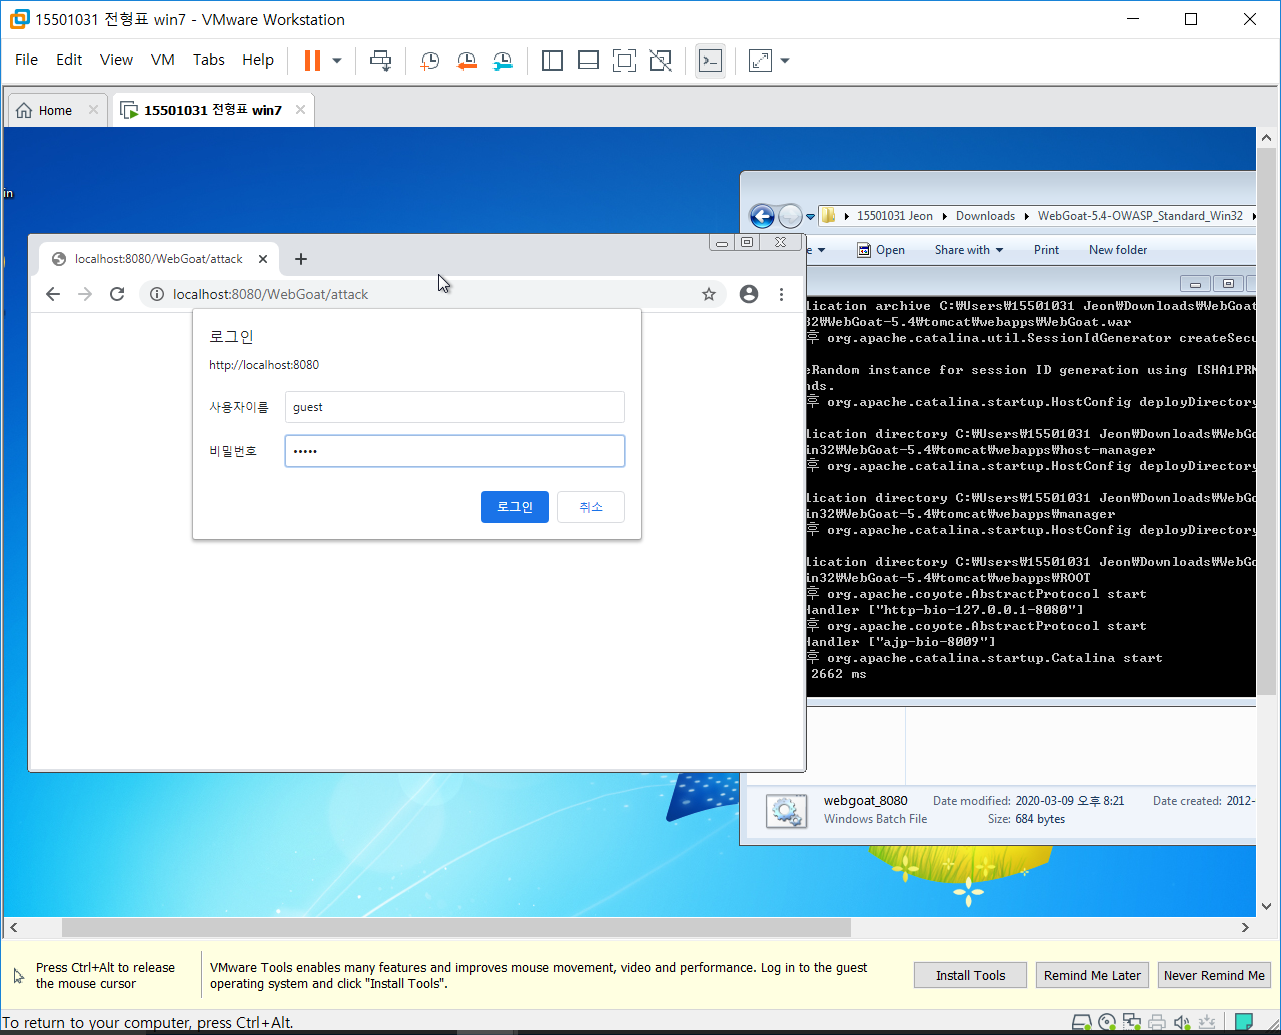 15501031 전형표 win7 - VMware Workstation
File Edit View VM Tabs Help
Home
15501031 전형표 win7
in
15501031 Jeon Downloads WebGoat-5.4-OWASP_Standard_Win32
e Open Share with Print New folder
localhost:8080/WebGoat/attack
localhost:8080/WebGoat/attack
로그인
http://localhost:8080
사용자이름 guest
비밀번호 •••••
로그인 취소
lication archive C:₩Users₩15501031 Jeon₩Downloads₩WebGoat
32₩WebGoat-5.4₩tomcat₩webapps₩WebGoat.war
후 org.apache.catalina.util.SessionIdGenerator createSecu
eRandom instance for session ID generation using [SHA1PRN
nds.
후 org.apache.catalina.startup.HostConfig deployDirectory
lication directory C:₩Users₩15501031 Jeon₩Downloads₩WebGo
in32₩WebGoat-5.4₩tomcat₩webapps₩host-manager
후 org.apache.catalina.startup.HostConfig deployDirectory
lication directory C:₩Users₩15501031 Jeon₩Downloads₩WebGo
in32₩WebGoat-5.4₩tomcat₩webapps₩manager
후 org.apache.catalina.startup.HostConfig deployDirectory
lication directory C:₩Users₩15501031 Jeon₩Downloads₩WebGo
in32₩WebGoat-5.4₩tomcat₩webapps₩ROOT
후 org.apache.coyote.AbstractProtocol start
Handler ["http-bio-127.0.0.1-8080"]
후 org.apache.coyote.AbstractProtocol start
Handler ["ajp-bio-8009"]
후 org.apache.catalina.startup.Catalina start
2662 ms
webgoat_8080 Date modified: 2020-03-09 오후 8:21 Date created: 2012-
Windows Batch File Size: 684 bytes
Press Ctrl+Alt to release
the mouse cursor
VMware Tools enables many features and improves mouse movement, video and performance. Log in to the guest
operating system and click "Install Tools".
Install Tools Remind Me Later Never Remind Me
To return to your computer, press Ctrl+Alt.